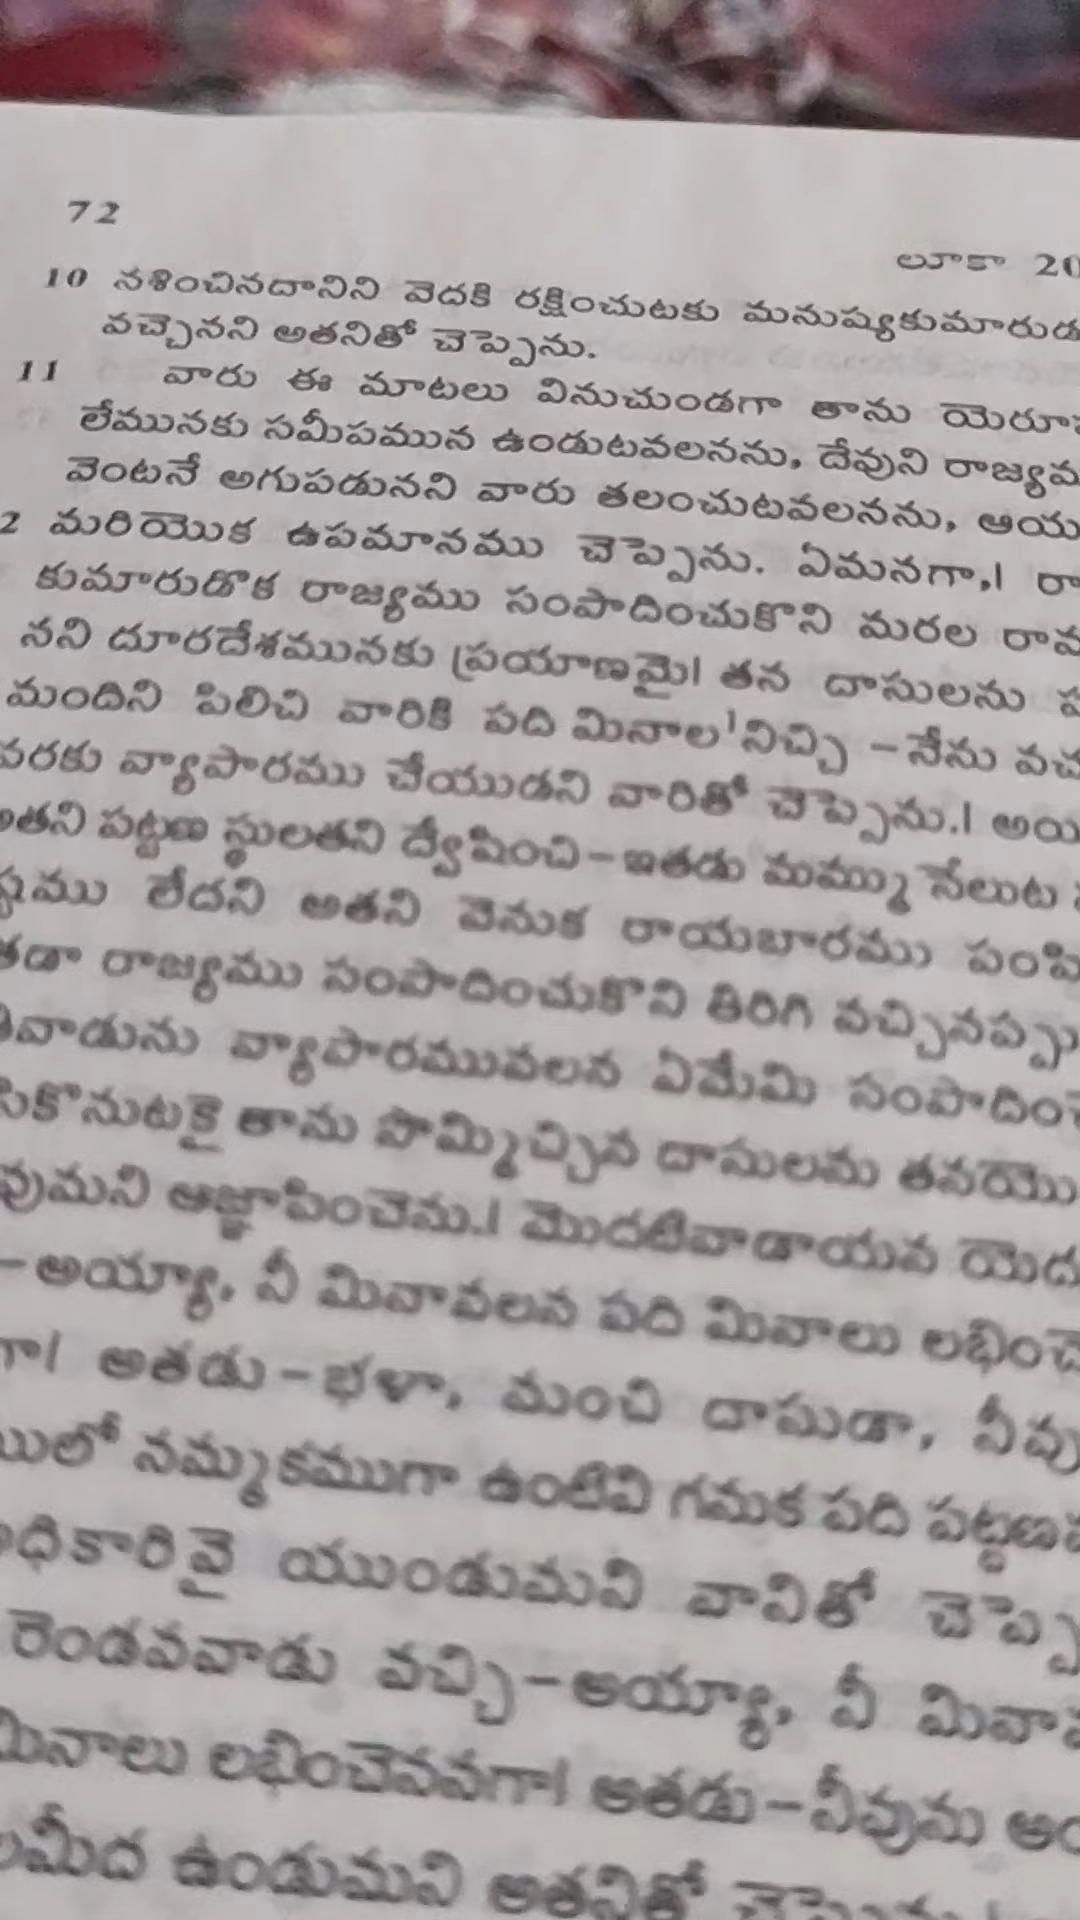 72
లూకా 20
10 నశించినదానిని వెదకి రక్షించుటకు మనుష్యకుమారుడు
వచ్చెనని అతనితో చెప్పెను.
11 వారు ఈ మాటలు వినుచుండగా తాను యెరూ
లేమునకు సమీపమున ఉండుటవలనను, దేవుని రాజ్యమ
వెంటనే అగుపడునని వారు తలంచుటవలనను, ఆయ
2 మరియొక ఉపమానము చెప్పెను. ఏమనగా,। రా
కుమారుడొక రాజ్యము సంపాదించుకొని మరల రావ
నని దూరదేశమునకు ప్రయాణమై। తన దాసులను ప
మందిని పిలిచి వారికి పది మినాల¹నిచ్చి –నేను వచ
వరకు వ్యాపారము చేయుడని వారితో చెప్పెను.। అయి
అతని పట్టణ స్థులతని ద్వేషించి–ఇతడు మమ్ము నేలుట
ష్టము లేదని అతని వెనుక రాయబారము పంపి
తడా రాజ్యము సంపాదించుకొని తిరిగి వచ్చినప్పు
వాడును వ్యాపారమువలన ఏమేమి సంపాదించ
సికొనుటకై తాను సొమ్మిచ్చిన దాసులను తనయొ
వుమని ఆజ్ఞాపించెను.। మొదటివాడాయన యెద
–అయ్యా, నీ మినావలన పది మినాలు లభించె
గా। అతడు–భళా, మంచి దాసుడా, నీవు
ములో నమ్మకముగా ఉంటివి గనుక పది పట్టణ
అధికారివై యుండుమని వానితో చెప్పె
రెండవవాడు వచ్చి–అయ్యా, నీ మినా
మినాలు లభించెననగా। అతడు–నీవును అ
లమీద ఉండుమని అతనితో చెప్పెను।